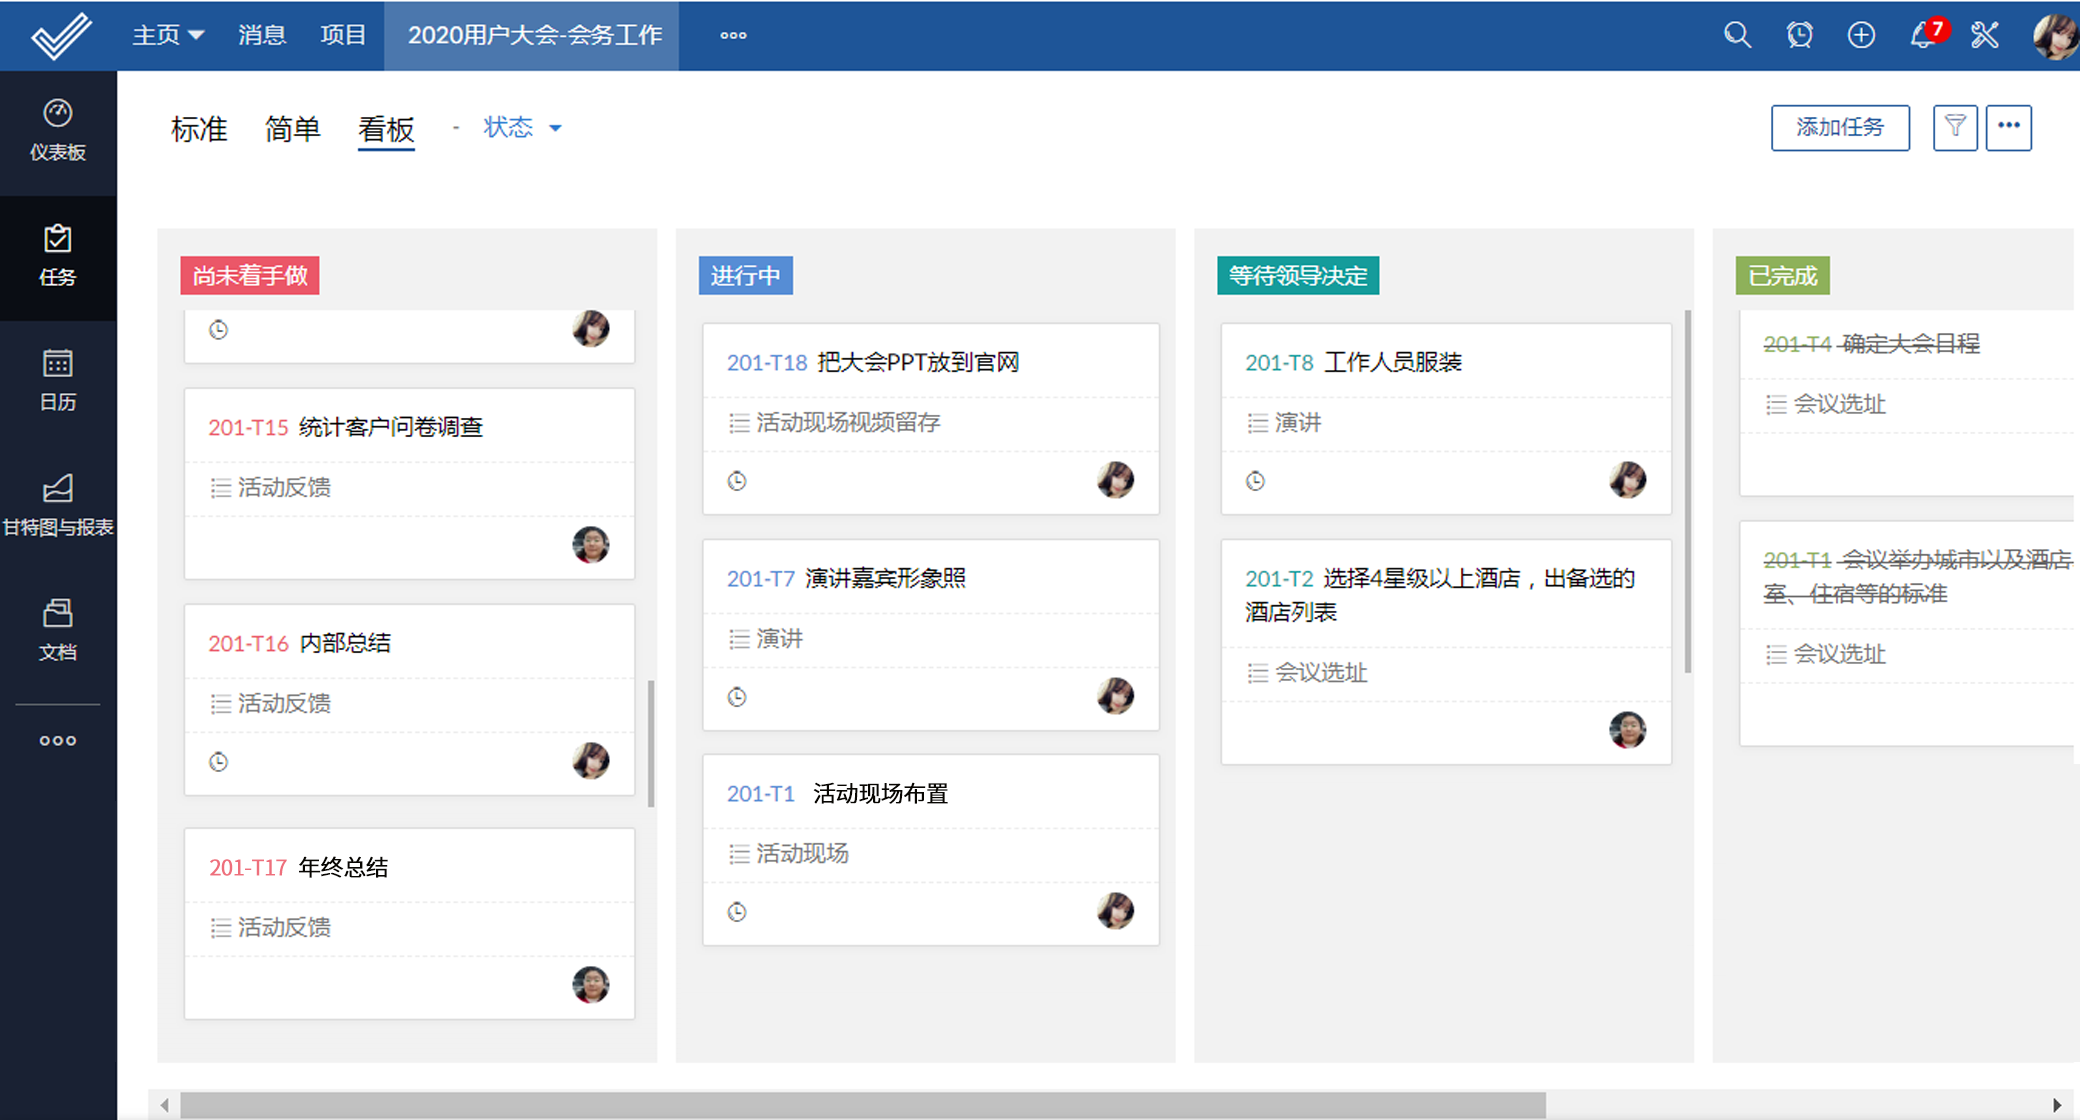 主页
消息
项目
2020用户大会-会务工作
7
仪表板
任务
日历
甘特图与报表
文档
标准
简单
看板
-
状态
添加任务
尚未着手做
201-T15 统计客户问卷调查
活动反馈
201-T16 内部总结
活动反馈
201-T17 年终总结
活动反馈
进行中
201-T18 把大会PPT放到官网
活动现场视频留存
201-T7 演讲嘉宾形象照
演讲
201-T1 活动现场布置
活动现场
等待领导决定
201-T8 工作人员服装
演讲
201-T2 选择4星级以上酒店，出备选的
酒店列表
会议选址
已完成
201-T4 确定大会日程
会议选址
201-T1 会议举办城市以及酒店
室、住宿等的标准
会议选址